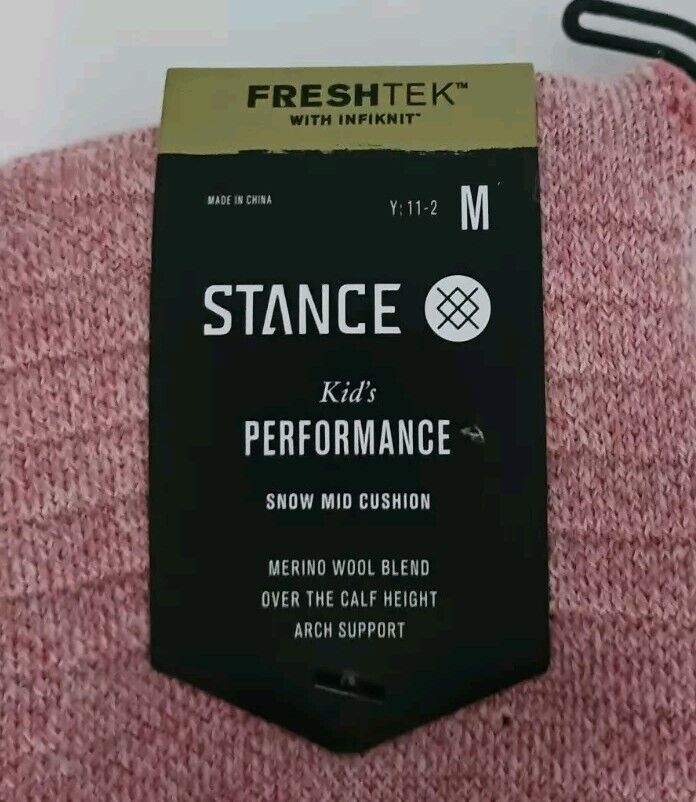 FRESHTEK™
WITH INFIKNIT™
MADE IN CHINA
Y: 11-2 M
STANCE
Kid's
PERFORMANCE
SNOW MID CUSHION
MERINO WOOL BLEND
OVER THE CALF HEIGHT
ARCH SUPPORT